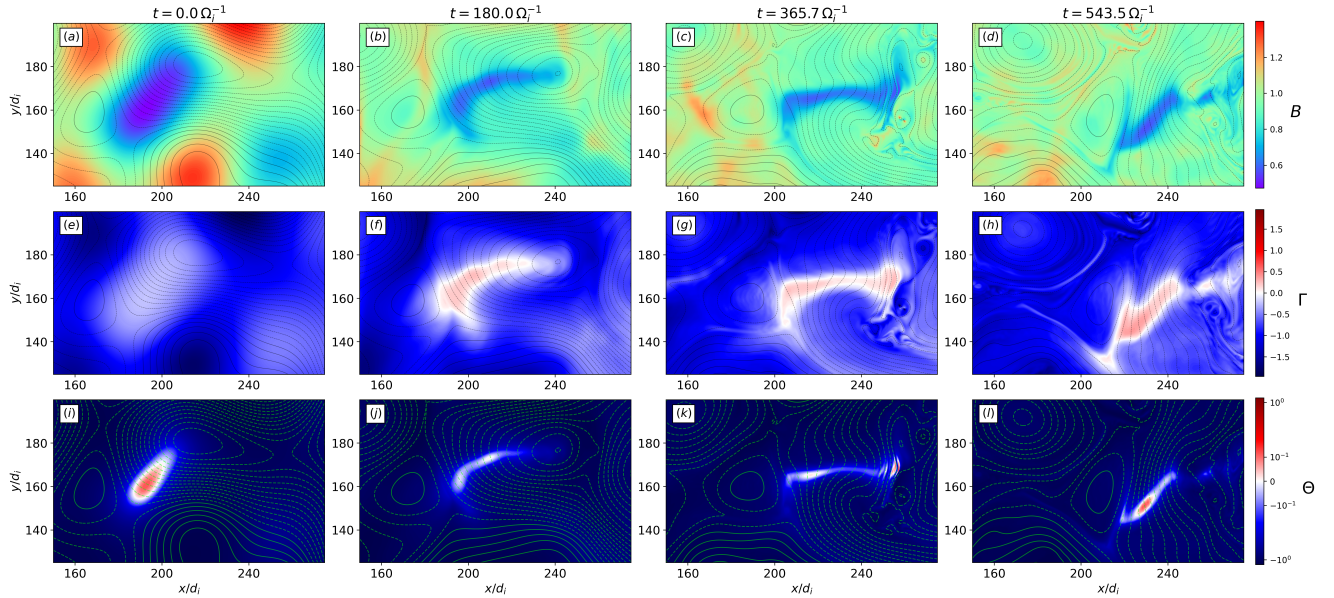 t = 0.0 Ω_i^{-1} t = 180.0 Ω_i^{-1} t = 365.7 Ω_i^{-1} t = 543.5 Ω_i^{-1}
(a) (b) (c) (d)
180
160
140
y/d_i
160 200 240 160 200 240 160 200 240 160 200 240
1.2
1.0
0.8
0.6
B
(e) (f) (g) (h)
180
160
140
y/d_i
160 200 240 160 200 240 160 200 240 160 200 240
1.5
1.0
0.5
0.0
−0.5
−1.0
−1.5
Γ
(i) (j) (k) (l)
180
160
140
y/d_i
160 200 240 160 200 240 160 200 240 160 200 240
x/d_i x/d_i x/d_i x/d_i
10^0
10^{-1}
0
−10^{-1}
−10^0
Θ